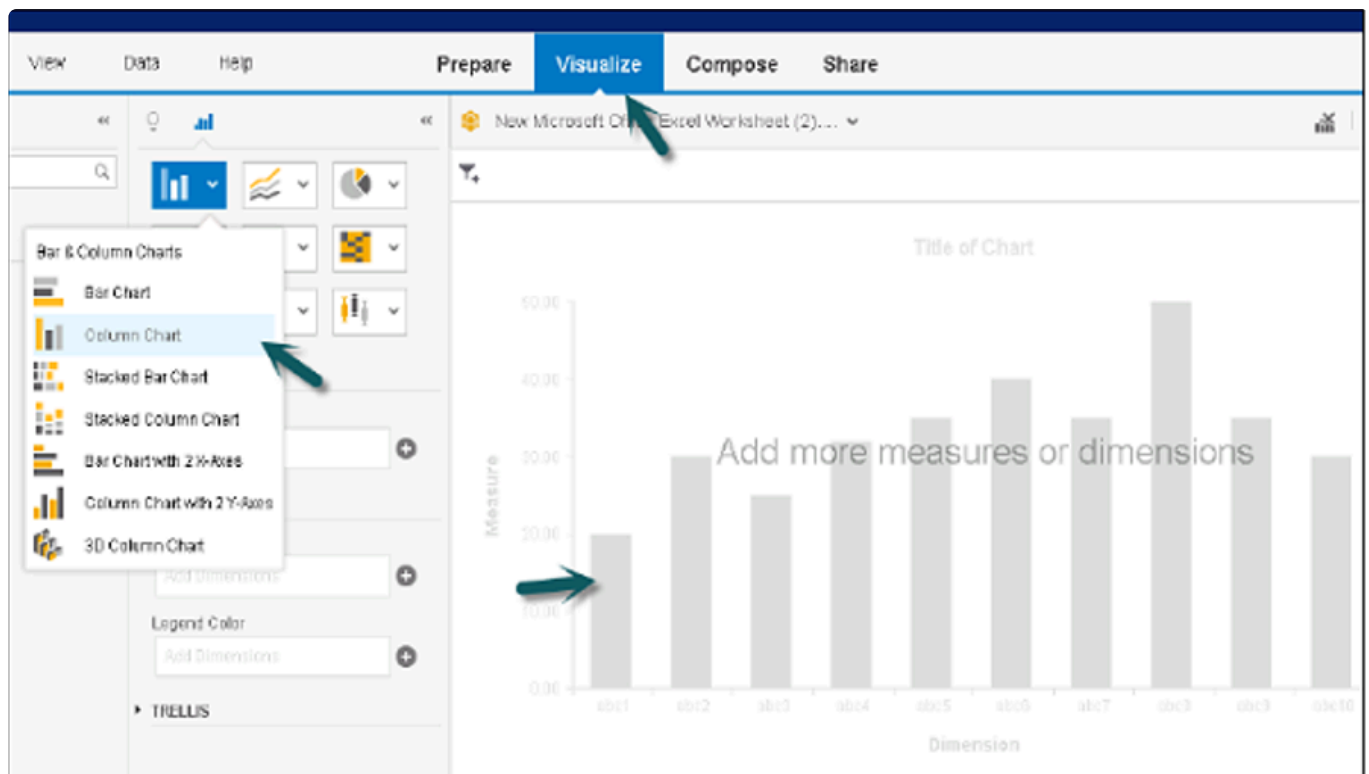 View Data Help Prepare Visualize Compose Share
New Microsoft Excel Worksheet (2)....
Bar & Column Charts
Bar Chart
Column Chart
Stacked Bar Chart
Stacked Column Chart
Bar Chart with 2 X-Axes
Column Chart with 2 Y-Axes
3D Column Chart
Add Dimensions
Legend Color
Add Dimensions
TRELLIS
Title of Chart
50.00
40.00
30.00
20.00
10.00
0.00
Measure
Add more measures or dimensions
abc1 abc2 abc3 abc4 abc5 abc6 abc7 abc8 abc9 abc10
Dimension